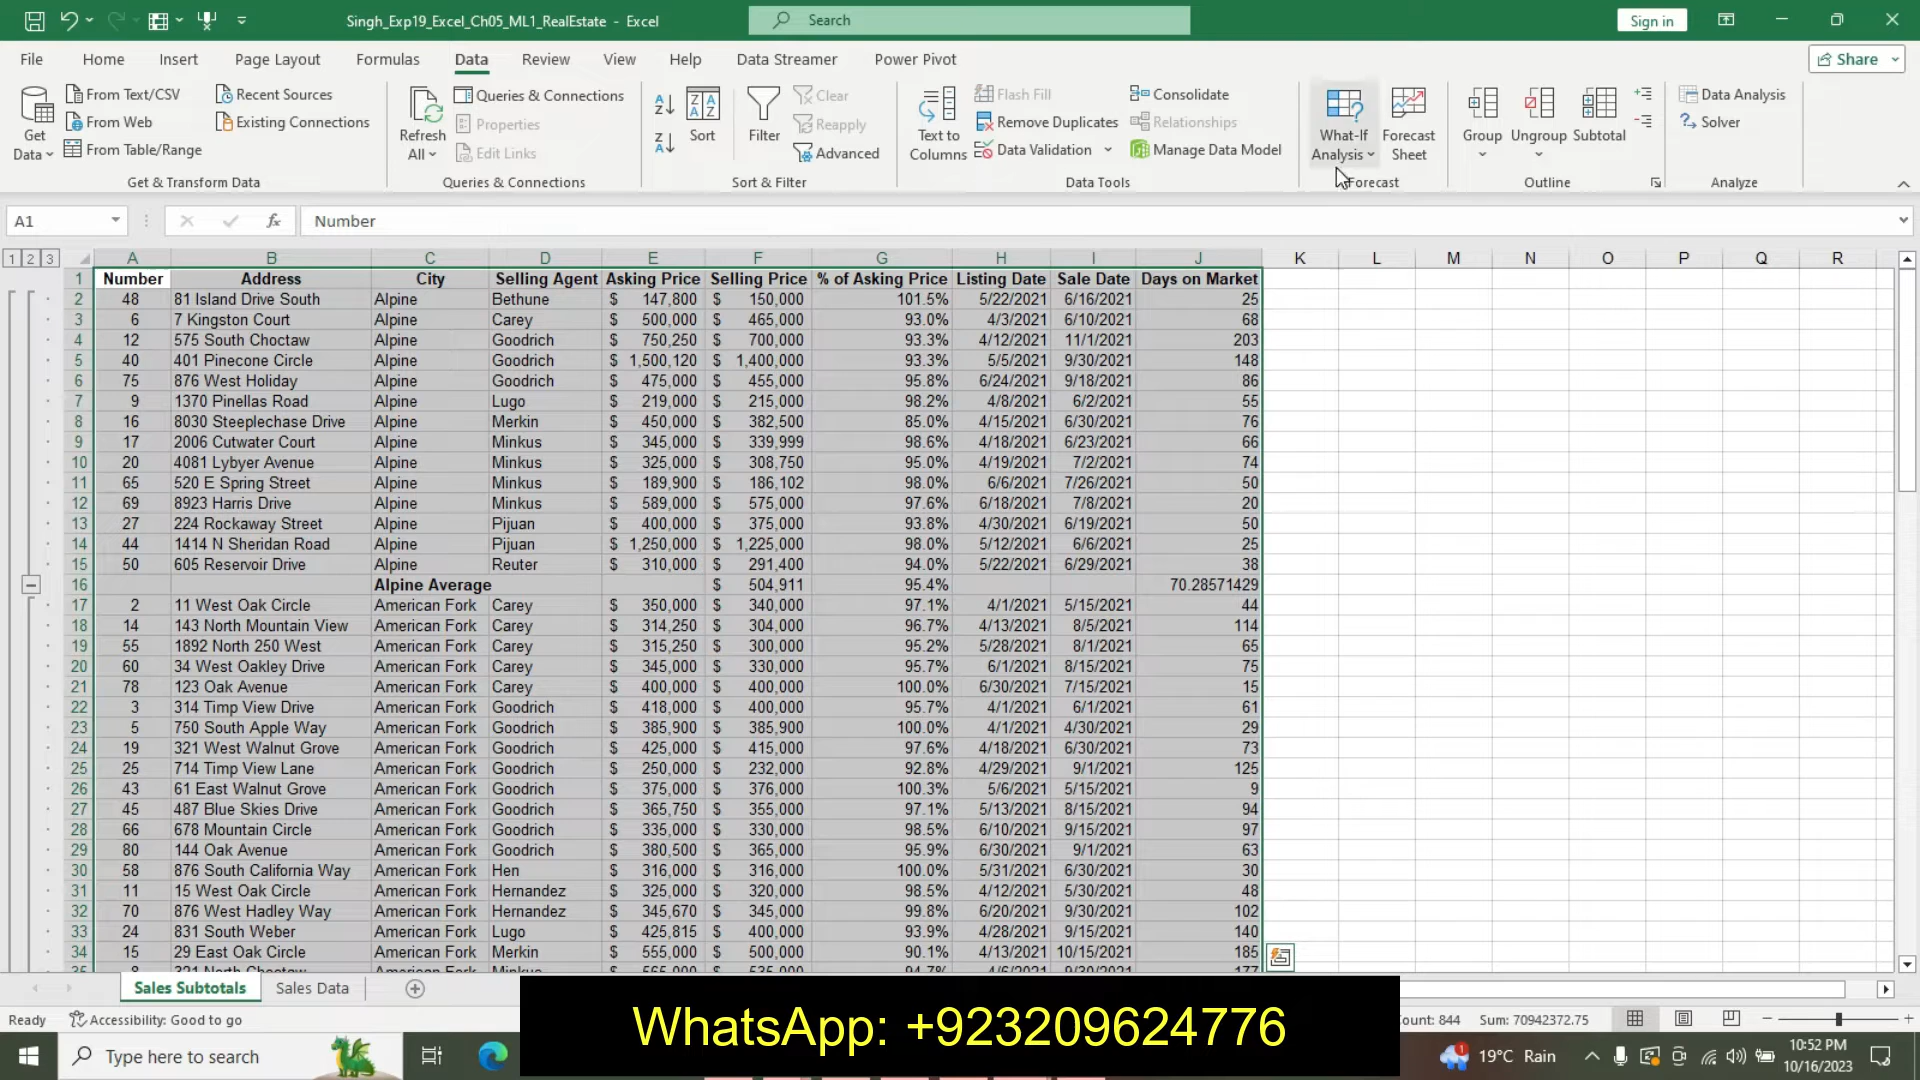 Singh_Exp19_Excel_Ch05_ML1_RealEstate - Excel
Search
Sign in
File Home Insert Page Layout Formulas Data Review View Help Data Streamer Power Pivot Share
Get Data
From Text/CSV
From Web
From Table/Range
Recent Sources
Existing Connections
Get & Transform Data
Refresh All
Queries & Connections
Properties
Edit Links
Queries & Connections
Sort
Filter
Clear
Reapply
Advanced
Sort & Filter
Text to Columns
Flash Fill
Remove Duplicates
Data Validation
Consolidate
Relationships
Manage Data Model
Data Tools
What-If Analysis
Forecast Sheet
Forecast
Group
Ungroup
Subtotal
Outline
Data Analysis
Solver
Analyze
A1 fx Number
1 2 3 A B C D E F G H I J K L M N O P Q R
1 Number Address City Selling Agent Asking Price Selling Price % of Asking Price Listing Date Sale Date Days on Market
2 48 81 Island Drive South Alpine Bethune $ 147,800 $ 150,000 101.5% 5/22/2021 6/16/2021 25
3 6 7 Kingston Court Alpine Carey $ 500,000 $ 465,000 93.0% 4/3/2021 6/10/2021 68
4 12 575 South Choctaw Alpine Goodrich $ 750,250 $ 700,000 93.3% 4/12/2021 11/1/2021 203
5 40 401 Pinecone Circle Alpine Goodrich $ 1,500,120 $ 1,400,000 93.3% 5/5/2021 9/30/2021 148
6 75 876 West Holiday Alpine Goodrich $ 475,000 $ 455,000 95.8% 6/24/2021 9/18/2021 86
7 9 1370 Pinellas Road Alpine Lugo $ 219,000 $ 215,000 98.2% 4/8/2021 6/2/2021 55
8 16 8030 Steeplechase Drive Alpine Merkin $ 450,000 $ 382,500 85.0% 4/15/2021 6/30/2021 76
9 17 2006 Cutwater Court Alpine Minkus $ 345,000 $ 339,999 98.6% 4/18/2021 6/23/2021 66
10 20 4081 Lybyer Avenue Alpine Minkus $ 325,000 $ 308,750 95.0% 4/19/2021 7/2/2021 74
11 65 520 E Spring Street Alpine Minkus $ 189,900 $ 186,102 98.0% 6/6/2021 7/26/2021 50
12 69 8923 Harris Drive Alpine Minkus $ 589,000 $ 575,000 97.6% 6/18/2021 7/8/2021 20
13 27 224 Rockaway Street Alpine Pijuan $ 400,000 $ 375,000 93.8% 4/30/2021 6/19/2021 50
14 44 1414 N Sheridan Road Alpine Pijuan $ 1,250,000 $ 1,225,000 98.0% 5/12/2021 6/6/2021 25
15 50 605 Reservoir Drive Alpine Reuter $ 310,000 $ 291,400 94.0% 5/22/2021 6/29/2021 38
16 Alpine Average $ 504,911 95.4% 70.28571429
17 2 11 West Oak Circle American Fork Carey $ 350,000 $ 340,000 97.1% 4/1/2021 5/15/2021 44
18 14 143 North Mountain View American Fork Carey $ 314,250 $ 304,000 96.7% 4/13/2021 8/5/2021 114
19 55 1892 North 250 West American Fork Carey $ 315,250 $ 300,000 95.2% 5/28/2021 8/1/2021 65
20 60 34 West Oakley Drive American Fork Carey $ 345,000 $ 330,000 95.7% 6/1/2021 8/15/2021 75
21 78 123 Oak Avenue American Fork Carey $ 400,000 $ 400,000 100.0% 6/30/2021 7/15/2021 15
22 3 314 Timp View Drive American Fork Goodrich $ 418,000 $ 400,000 95.7% 4/1/2021 6/1/2021 61
23 5 750 South Apple Way American Fork Goodrich $ 385,900 $ 385,900 100.0% 4/1/2021 4/30/2021 29
24 19 321 West Walnut Grove American Fork Goodrich $ 425,000 $ 415,000 97.6% 4/18/2021 6/30/2021 73
25 25 714 Timp View Lane American Fork Goodrich $ 250,000 $ 232,000 92.8% 4/29/2021 9/1/2021 125
26 43 61 East Walnut Grove American Fork Goodrich $ 375,000 $ 376,000 100.3% 5/6/2021 5/15/2021 9
27 45 487 Blue Skies Drive American Fork Goodrich $ 365,750 $ 355,000 97.1% 5/13/2021 8/15/2021 94
28 66 678 Mountain Circle American Fork Goodrich $ 335,000 $ 330,000 98.5% 6/10/2021 9/15/2021 97
29 80 144 Oak Avenue American Fork Goodrich $ 380,500 $ 365,000 95.9% 6/30/2021 9/1/2021 63
30 58 876 South California Way American Fork Hen $ 316,000 $ 316,000 100.0% 5/31/2021 6/30/2021 30
31 11 15 West Oak Circle American Fork Hernandez $ 325,000 $ 320,000 98.5% 4/12/2021 5/30/2021 48
32 70 876 West Hadley Way American Fork Hernandez $ 345,670 $ 345,000 99.8% 6/20/2021 9/30/2021 102
33 24 831 South Weber American Fork Lugo $ 425,815 $ 400,000 93.9% 4/28/2021 9/15/2021 140
34 15 29 East Oak Circle American Fork Merkin $ 555,000 $ 500,000 90.1% 4/13/2021 10/15/2021 185
Sales Subtotals Sales Data
Ready Accessibility: Good to go
WhatsApp: +923209624776
ount: 844 Sum: 70942372.75
Type here to search
1 19°C Rain
10:52 PM
10/16/2023